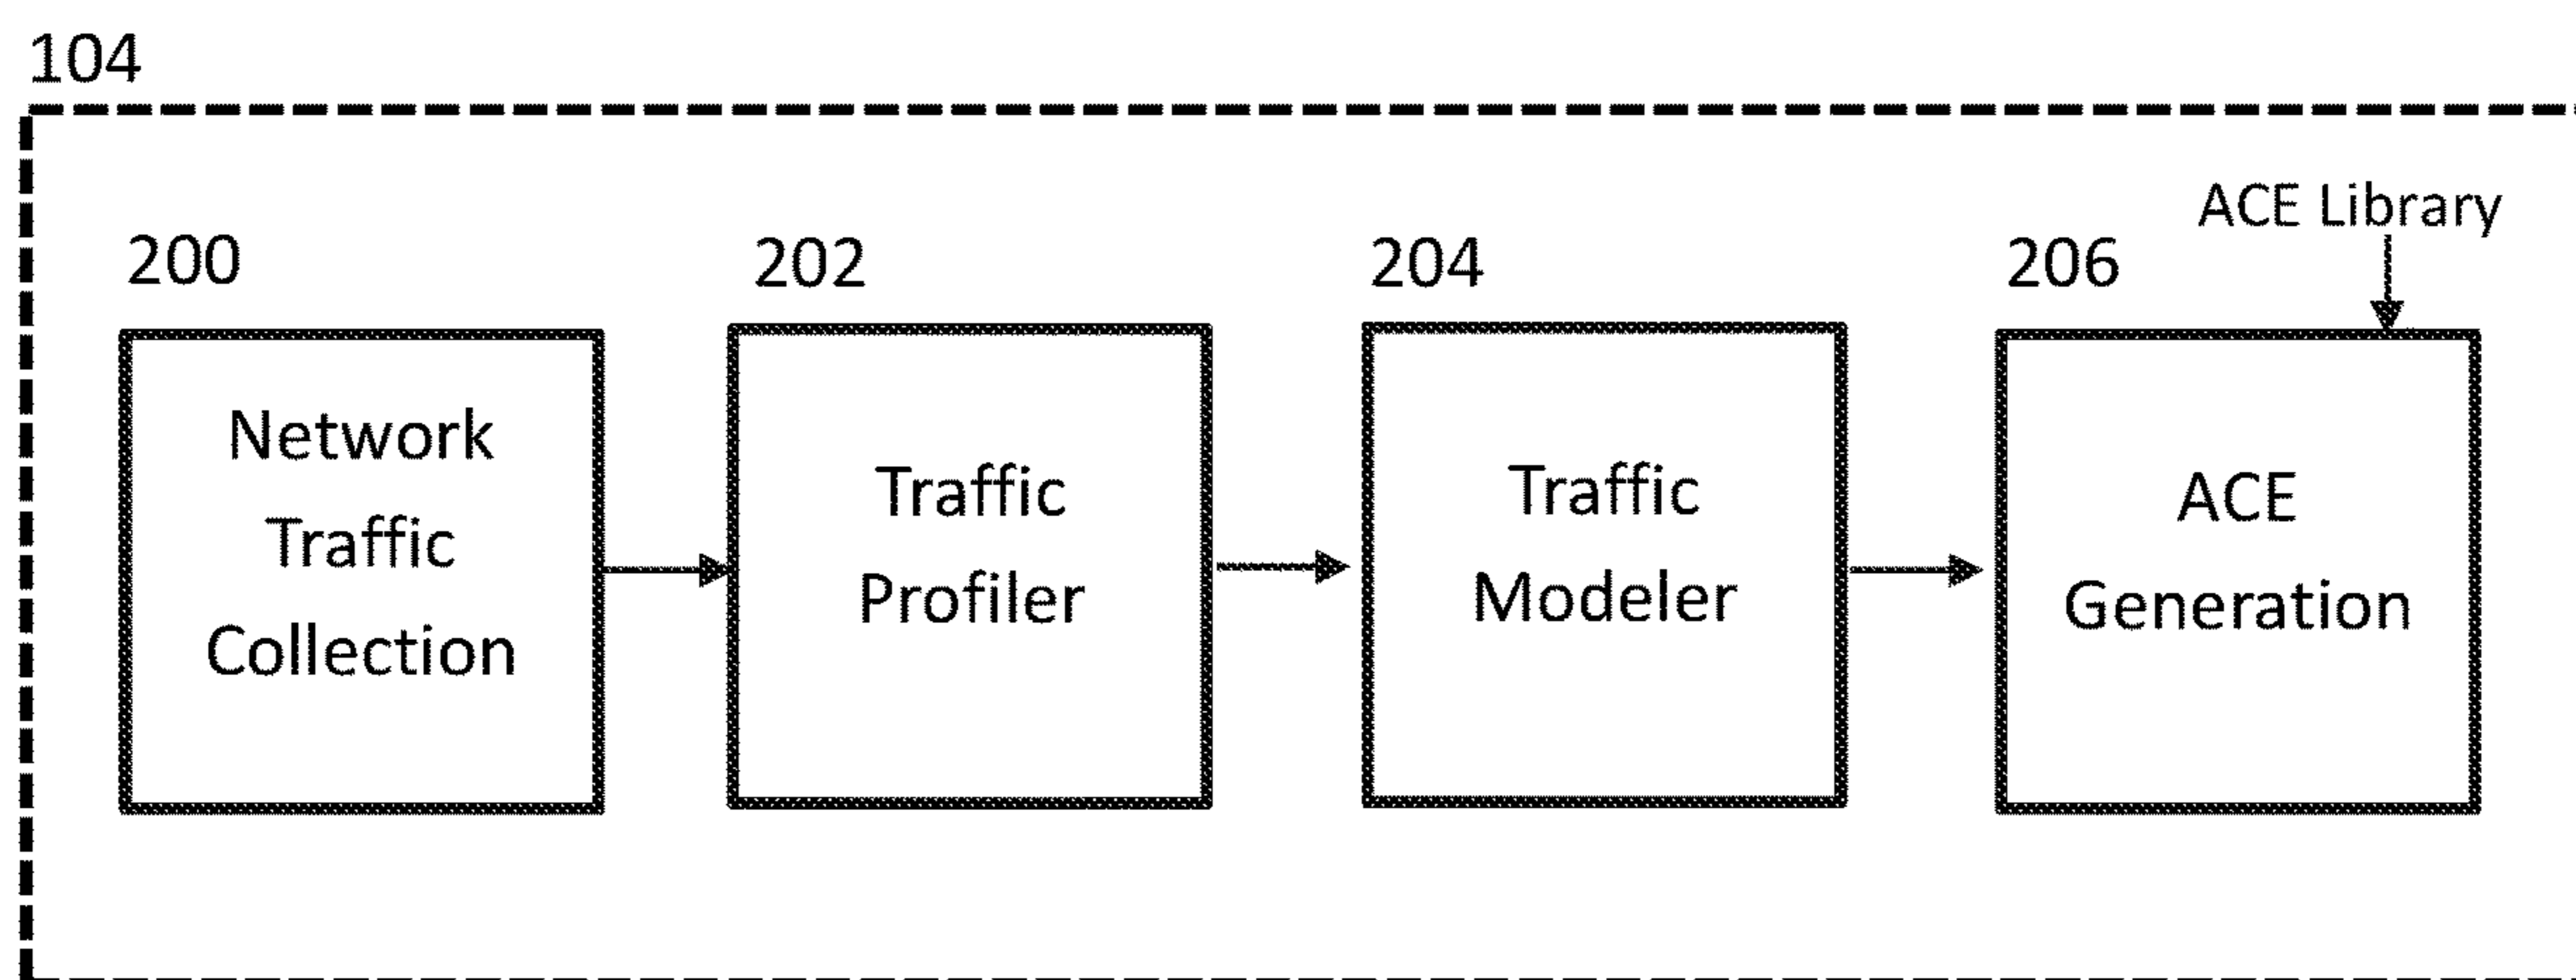 104
ACE Library
200
202
204
206
Network
Traffic
Collection
Traffic
Profiler
Traffic
Modeler
ACE
Generation